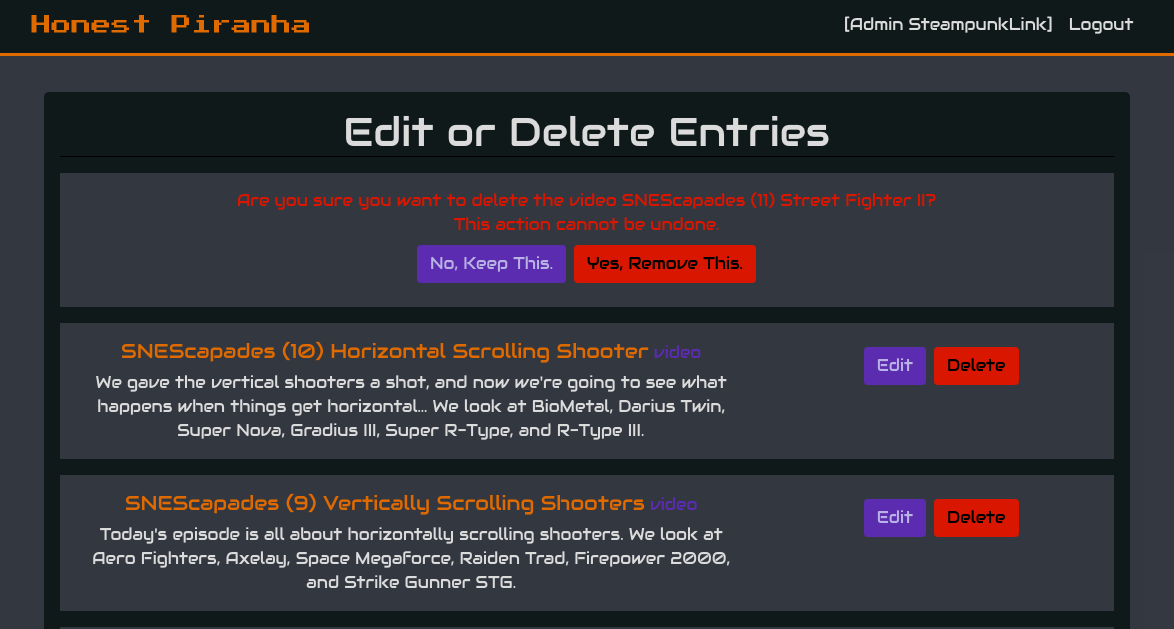 Honest Piranha
[Admin SteampunkLink] Logout
Edit or Delete Entries
Are you sure you want to delete the video SNEScapades (11) Street Fighter II?
This action cannot be undone.
No, Keep This. Yes, Remove This.
SNEScapades (10) Horizontal Scrolling Shooter video
Edit Delete
We gave the vertical shooters a shot, and now we're going to see what
happens when things get horizontal... We look at BioMetal, Darius Twin,
Super Nova, Gradius III, Super R-Type, and R-Type III.
SNEScapades (9) Vertically Scrolling Shooters video
Edit Delete
Today's episode is all about horizontally scrolling shooters. We look at
Aero Fighters, Axelay, Space Megaforce, Raiden Trad, Firepower 2000,
and Strike Gunner STG.